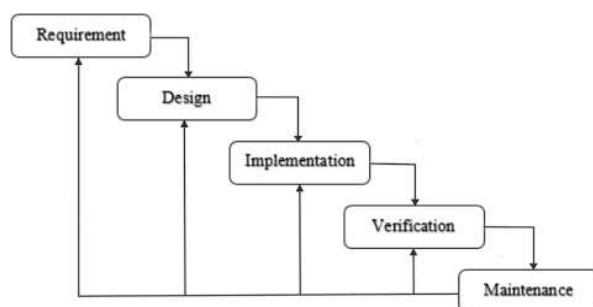 Requirement
Design
Implementation
Verification
Maintenance